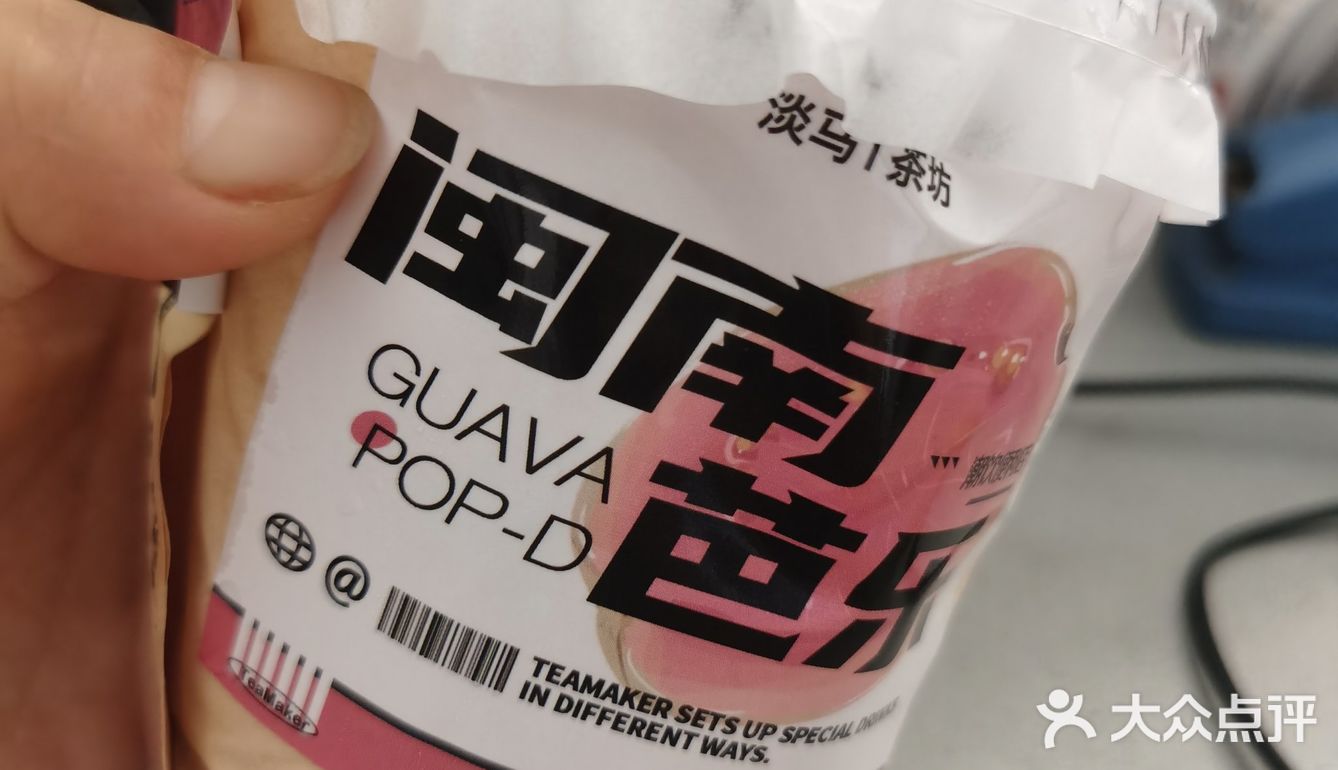 淡马|茶坊
闽南
芭乐
GUAVA
POP-D
@
TEAMAKER SETS UP SPECIAL DRINKS
IN DIFFERENT WAYS.
TeaMaker
大众点评